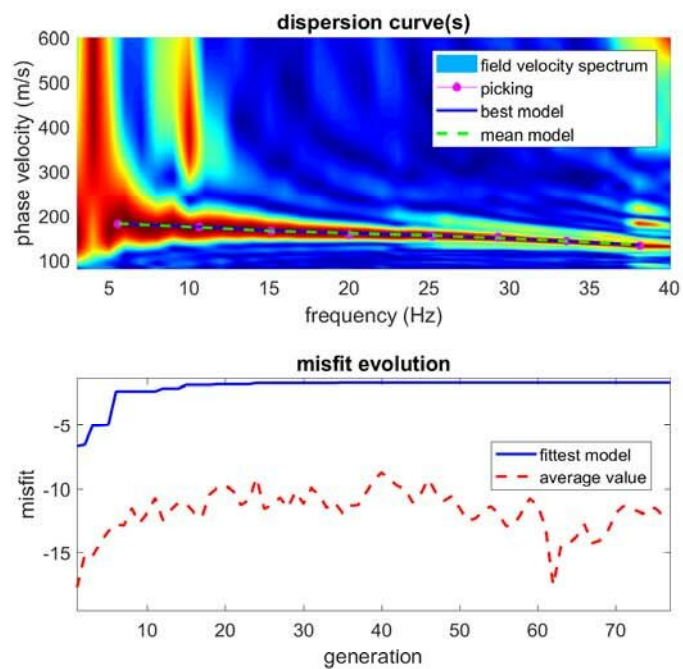 dispersion curve(s)
600
500
400
300
200
100
phase velocity (m/s)
field velocity spectrum
picking
best model
mean model
5 10 15 20 25 30 35 40
frequency (Hz)
misfit evolution
-5
-10
-15
misfit
fittest model
average value
10 20 30 40 50 60 70
generation